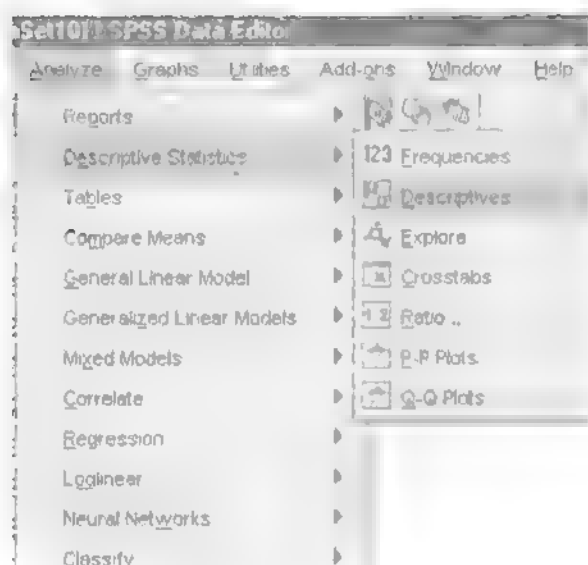 Set10] SPSS Data Editor
Analyze Graphs Utilities Add-ons Window Help
Reports
Descriptive Statistics
Tables
Compare Means
General Linear Model
Generalized Linear Models
Mixed Models
Correlate
Regression
Loglinear
Neural Networks
Classify
123 Frequencies
Descriptives
Explore
Crosstabs
Ratio ..
P-P Plots
Q-Q Plots